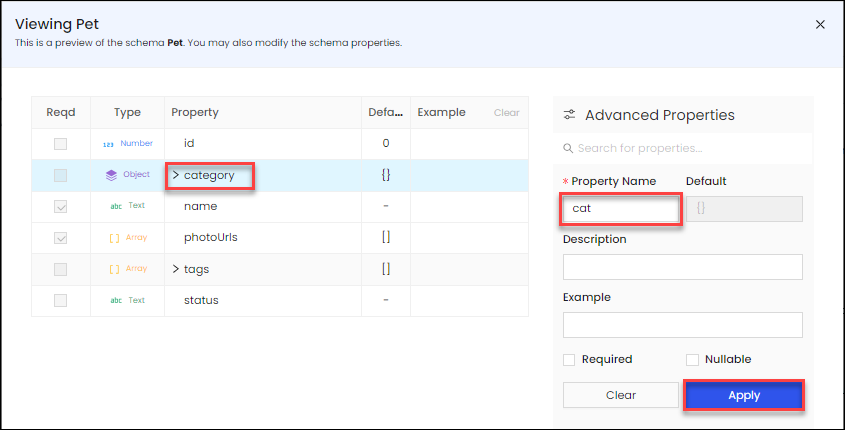 Viewing Pet
This is a preview of the schema Pet. You may also modify the schema properties.
Reqd Type Property Defa... Example Clear
123 Number id 0
Object > category {}
abc Text name -
[ ] Array photoUrls []
[ ] Array > tags []
abc Text status -
Advanced Properties
Search for properties...
* Property Name Default
cat {}
Description
Example
Required Nullable
Clear Apply